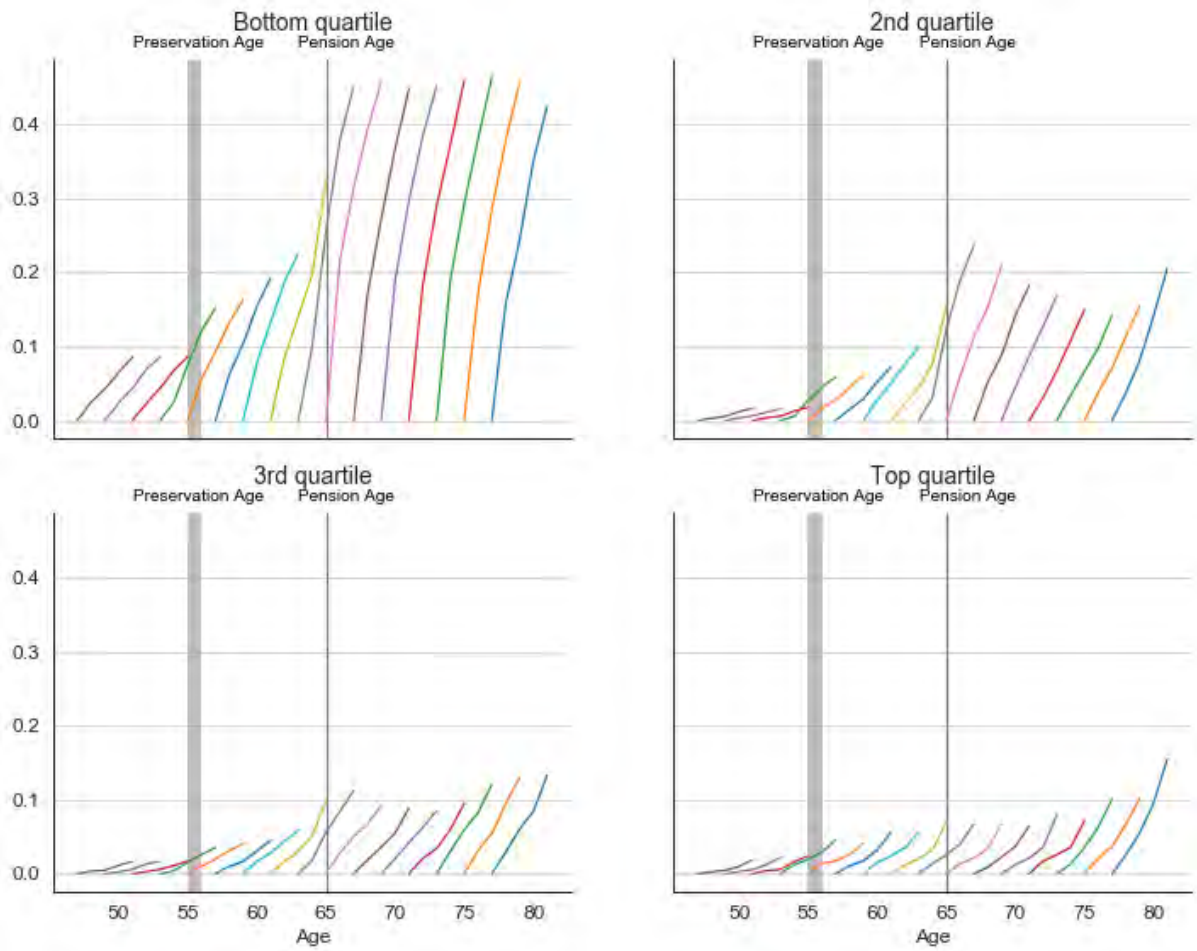 Bottom quartile
Preservation Age Pension Age
0.4
0.3
0.2
0.1
0.0
2nd quartile
Preservation Age Pension Age
3rd quartile
Preservation Age Pension Age
0.4
0.3
0.2
0.1
0.0
50 55 60 65 70 75 80
Age
Top quartile
Preservation Age Pension Age
50 55 60 65 70 75 80
Age